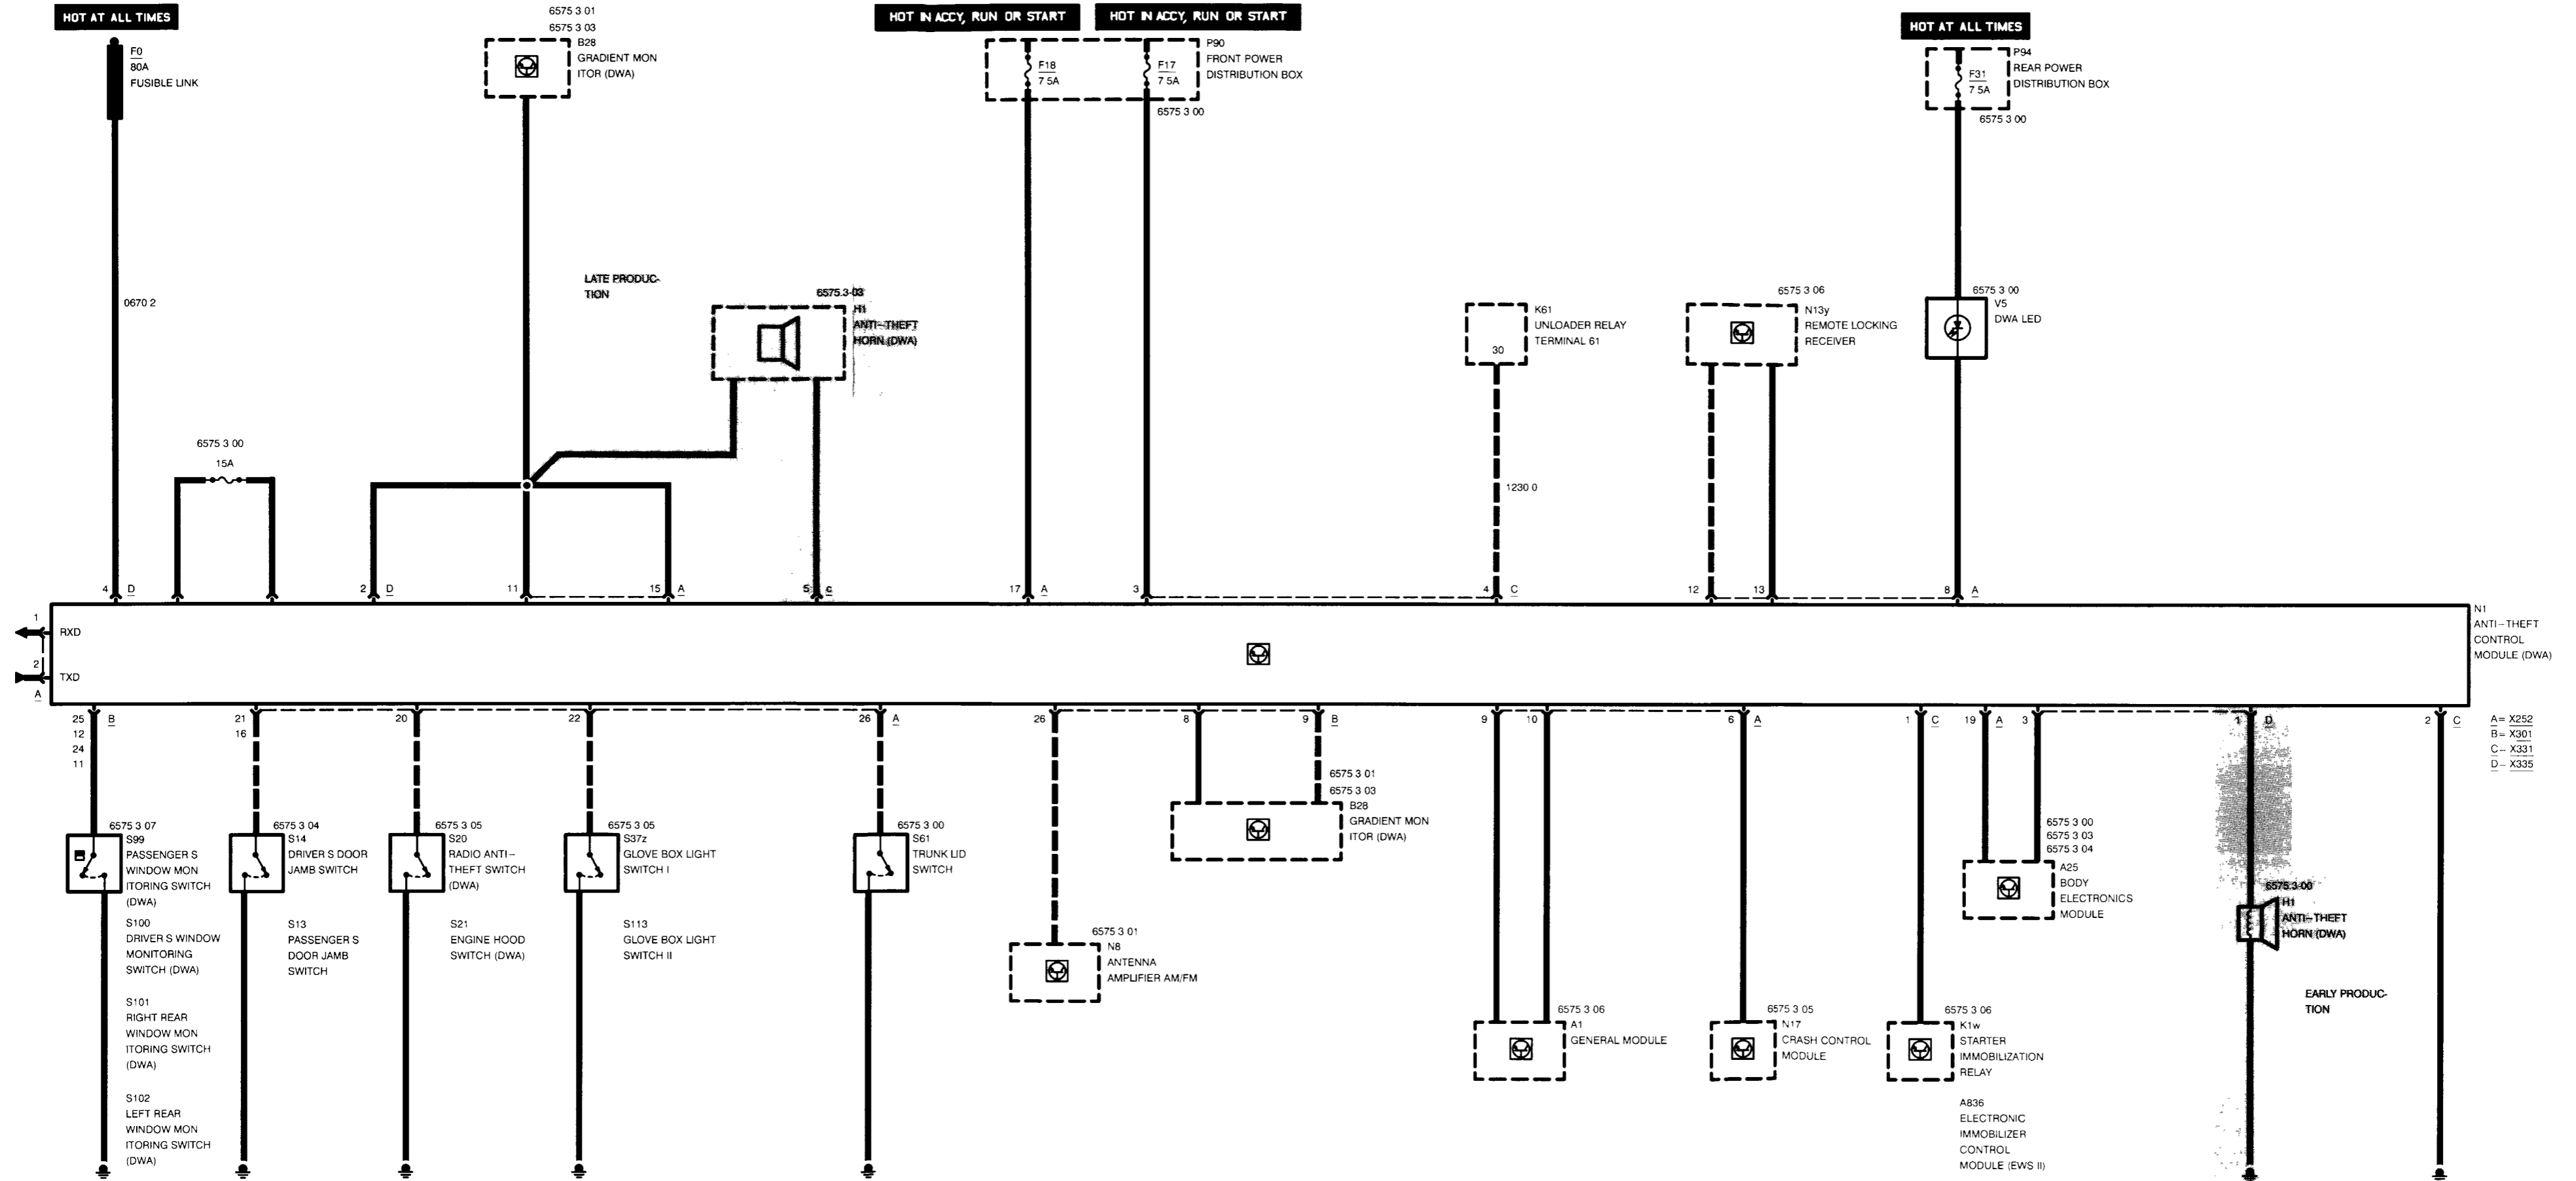 HOT AT ALL TIMES
F0
80A
FUSIBLE LINK
0670 2
6575 3 00
15A
6575 3 01
6575 3 03
B28
GRADIENT MON
ITOR (DWA)
LATE PRODUC-
TION
6575.3-03
H1
ANTI-THEFT
HORN (DWA)
HOT IN ACCY, RUN OR START
HOT IN ACCY, RUN OR START
F18
7 5A
F17
7 5A
P90
FRONT POWER
DISTRIBUTION BOX
6575 3 00
K61
UNLOADER RELAY
TERMINAL 61
30
1230 0
6575 3 06
N13y
REMOTE LOCKING
RECEIVER
HOT AT ALL TIMES
F31
7 5A
P94
REAR POWER
DISTRIBUTION BOX
6575 3 00
6575 3 00
V5
DWA LED
4 D
2 D
11
15 A
5 c
17 A
3
4 C
12
13
8 A
1
RXD
2
TXD
A
N1
ANTI-THEFT
CONTROL
MODULE (DWA)
25 B
12
24
11
21
16
20
22
26 A
26
8
9 B
9
10
6 A
1 C
19 A
3
1 D
2 C
A= X252
B= X301
C- X331
D- X335
6575 3 07
S99
PASSENGER S
WINDOW MON
ITORING SWITCH
(DWA)
S100
DRIVER S WINDOW
MONITORING
SWITCH (DWA)
S101
RIGHT REAR
WINDOW MON
ITORING SWITCH
(DWA)
S102
LEFT REAR
WINDOW MON
ITORING SWITCH
(DWA)
6575 3 04
S14
DRIVER S DOOR
JAMB SWITCH
S13
PASSENGER S
DOOR JAMB
SWITCH
6575 3 05
S20
RADIO ANTI-
THEFT SWITCH
(DWA)
S21
ENGINE HOOD
SWITCH (DWA)
6575 3 05
S37z
GLOVE BOX LIGHT
SWITCH I
S113
GLOVE BOX LIGHT
SWITCH II
6575 3 00
S61
TRUNK LID
SWITCH
6575 3 01
N8
ANTENNA
AMPLIFIER AM/FM
6575 3 01
6575 3 03
B28
GRADIENT MON
ITOR (DWA)
6575 3 06
A1
GENERAL MODULE
6575 3 05
N17
CRASH CONTROL
MODULE
6575 3 06
K1w
STARTER
IMMOBILIZATION
RELAY
A836
ELECTRONIC
IMMOBILIZER
CONTROL
MODULE (EWS II)
6575 3 00
6575 3 03
6575 3 04
A25
BODY
ELECTRONICS
MODULE
6575.3-00
H1
ANTI-THEFT
HORN (DWA)
EARLY PRODUC-
TION